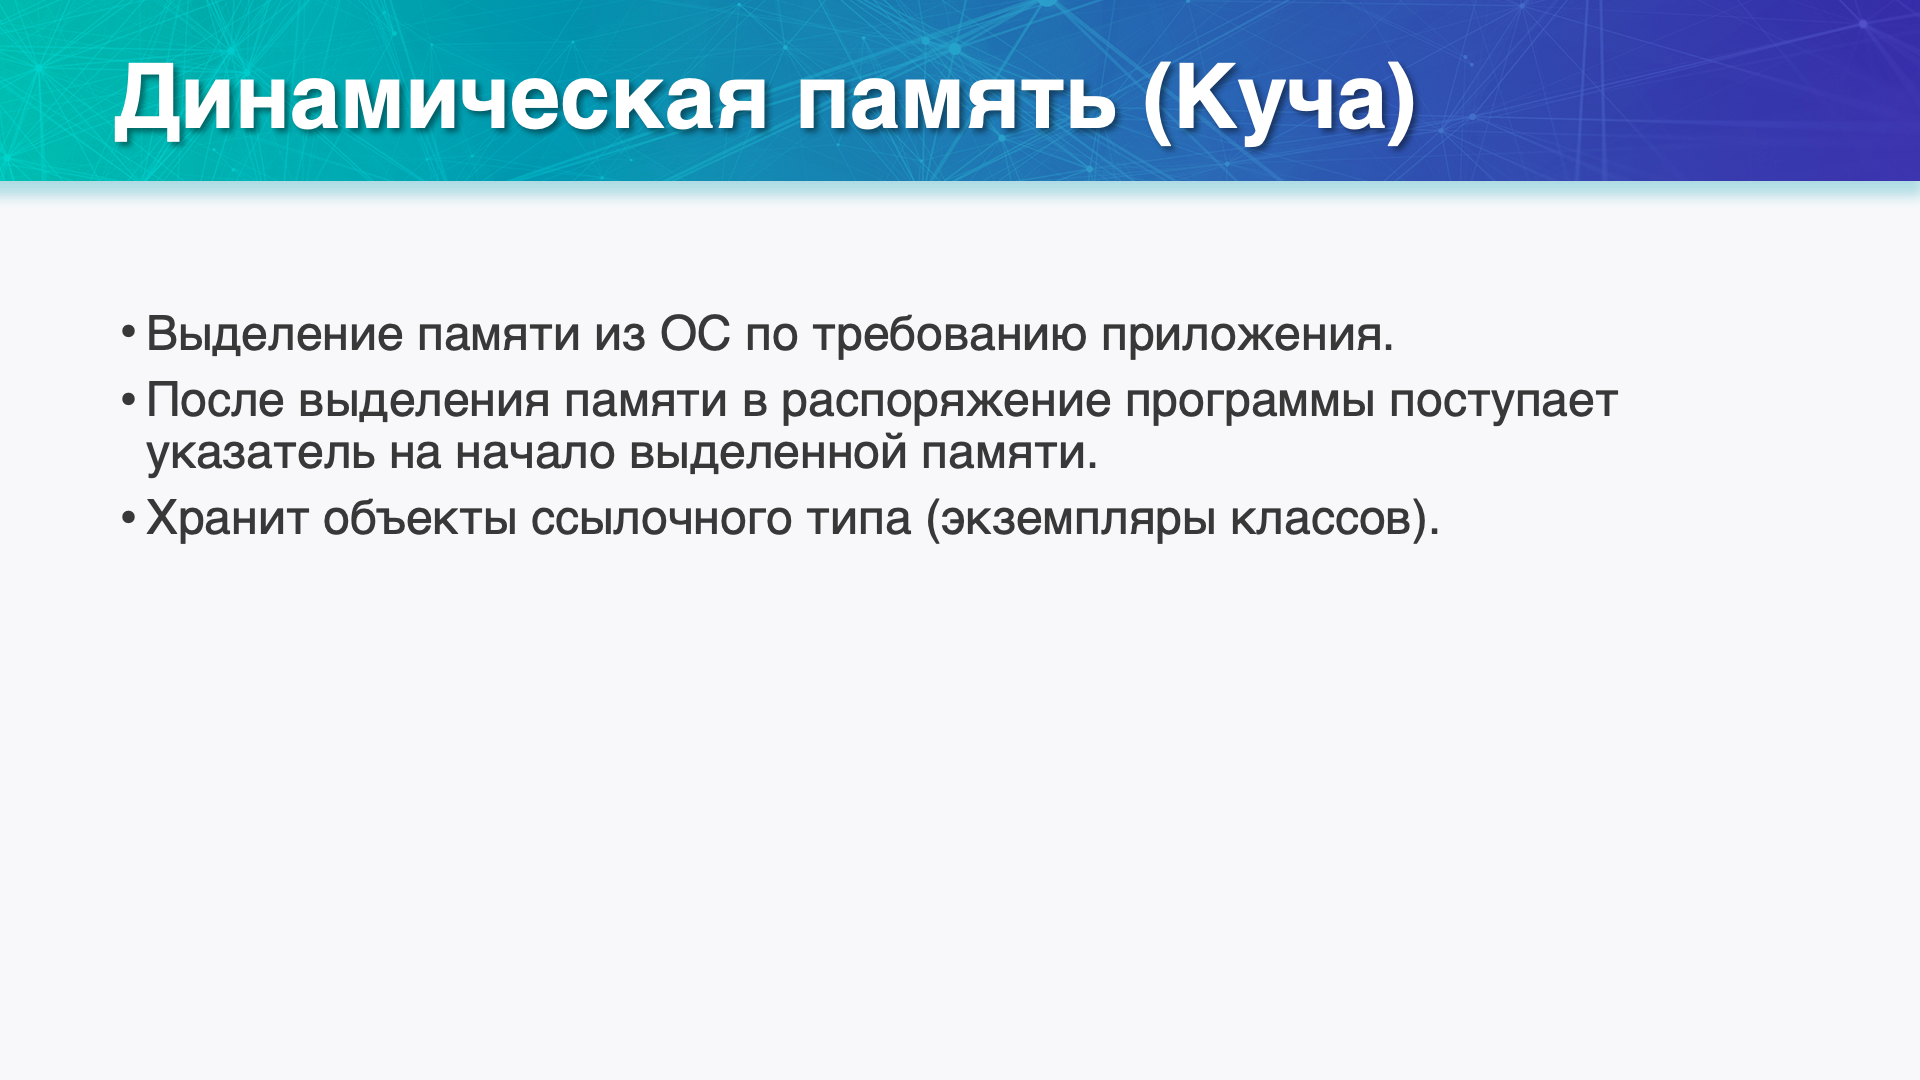 Динамическая память (Куча)
• Выделение памяти из ОС по требованию приложения.
• После выделения памяти в распоряжение программы поступает
указатель на начало выделенной памяти.
• Хранит объекты ссылочного типа (экземпляры классов).